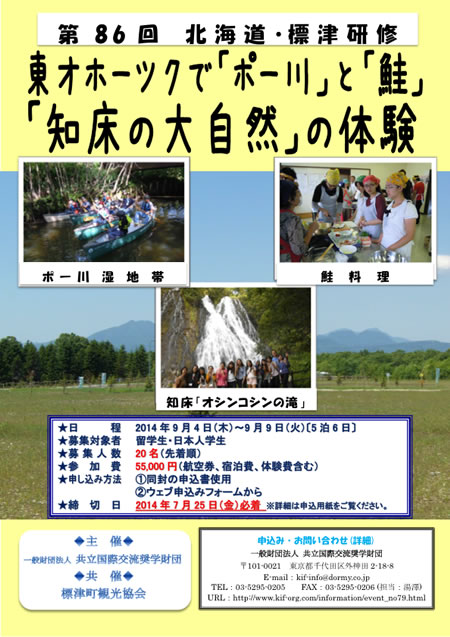 第86回 北海道・標津研修
東オホーツクで「ポー川」と「鮭」
「知床の大自然」の体験
ポー川 湿地帯
鮭料理
知床「オシンコシンの滝」
★日　　程　2014年9月4日(木)～9月9日(火)[5泊6日]
★募集対象者　留学生・日本人学生
★募集人数　20名(先着順)
★参加費　55,000円(航空券、宿泊費、体験費含む)
★申し込み方法　①同封の申込書使用
②ウェブ申込みフォームから
★締切日　2014年7月25日(金)必着 ※詳細は申込用紙をご覧ください。
◆主 催◆
一般財団法人 共立国際交流奨学財団
◆共 催◆
標津町観光協会
申込み・お問い合わせ(詳細)
一般財団法人 共立国際交流奨学財団
〒101-0021　東京都千代田区外神田2-18-8
E-mail：kif-info@dormy.co.jp
TEL：03-5295-0205　FAX：03-5295-0206 (担当：湯澤)
URL：http://www.kif-org.com/information/event_no79.html